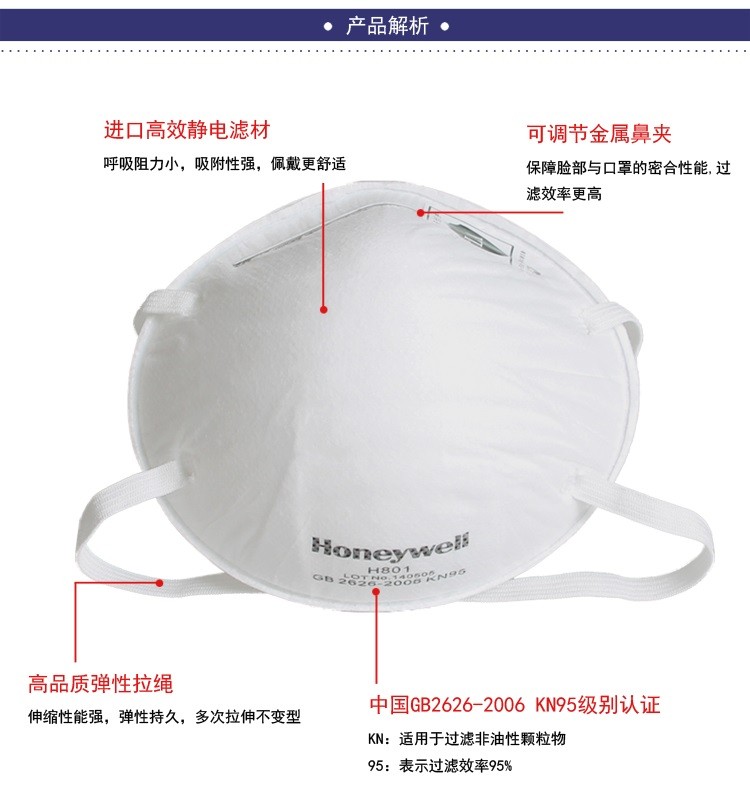 产品解析
进口高效静电滤材
呼吸阻力小，吸附性强，佩戴更舒适
可调节金属鼻夹
保障脸部与口罩的密合性能,过
滤效率更高
Honeywell
H801
LOT No.140505
GB 2626-2006 KN95
高品质弹性拉绳
伸缩性能强，弹性持久，多次拉伸不变型
中国GB2626-2006 KN95级别认证
KN：适用于过滤非油性颗粒物
95：表示过滤效率95%